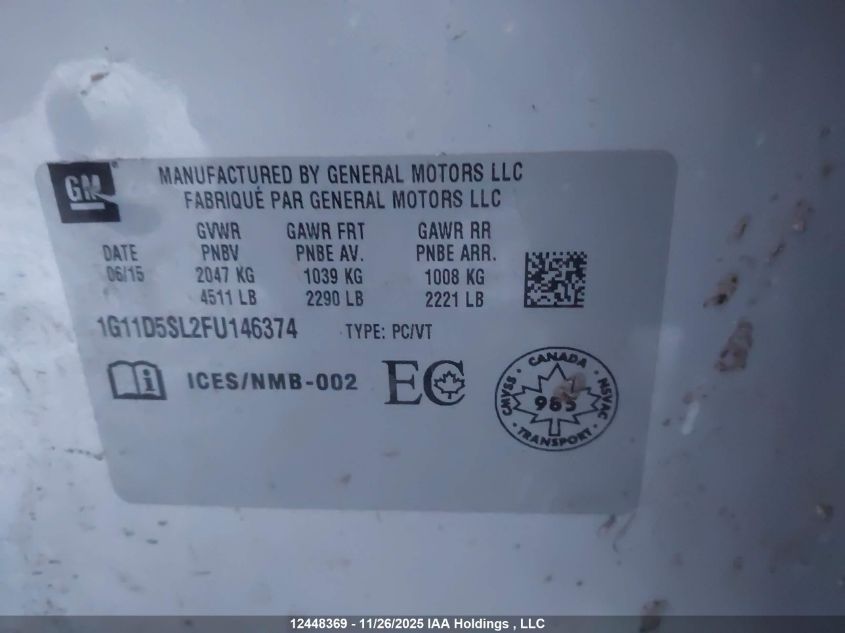 GM
MANUFACTURED BY GENERAL MOTORS LLC
FABRIQUÉ PAR GENERAL MOTORS LLC
GVWR GAWR FRT GAWR RR
DATE PNBV PNBE AV. PNBE ARR.
06/15 2047 KG 1039 KG 1008 KG
4511 LB 2290 LB 2221 LB
1G11D5SL2FU146374 TYPE: PC/VT
i ICES/NMB-002 EC
CANADA
CMVSS 985 NSVAC
TRANSPORT
12448369 - 11/26/2025 IAA Holdings , LLC